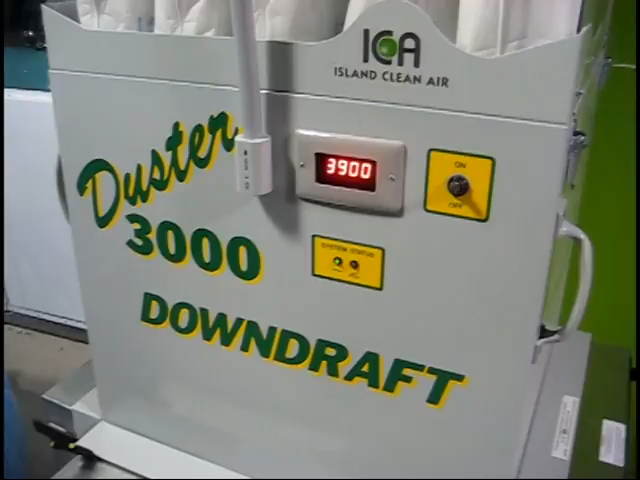 ICA
ISLAND CLEAN AIR
Duster
3000
DOWNDRAFT
3900
ON
OFF
SYSTEM STATUS